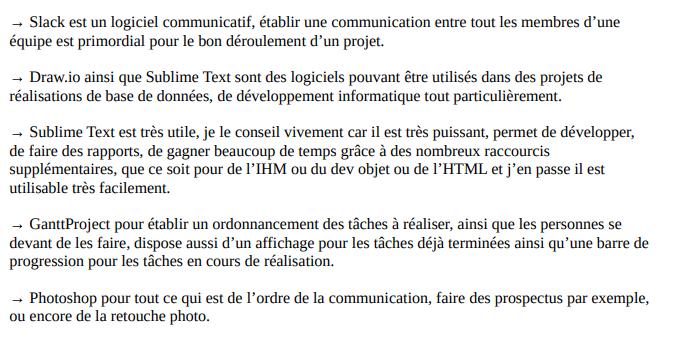 → Slack est un logiciel communicatif, établir une communication entre tout les membres d’une
équipe est primordial pour le bon déroulement d’un projet.
→ Draw.io ainsi que Sublime Text sont des logiciels pouvant être utilisés dans des projets de
réalisations de base de données, de développement informatique tout particulièrement.
→ Sublime Text est très utile, je le conseil vivement car il est très puissant, permet de développer,
de faire des rapports, de gagner beaucoup de temps grâce à des nombreux raccourcis
supplémentaires, que ce soit pour de l’IHM ou du dev objet ou de l’HTML et j’en passe il est
utilisable très facilement.
→ GanttProject pour établir un ordonnancement des tâches à réaliser, ainsi que les personnes se
devant de les faire, dispose aussi d’un affichage pour les tâches déjà terminées ainsi qu’une barre de
progression pour les tâches en cours de réalisation.
→ Photoshop pour tout ce qui est de l’ordre de la communication, faire des prospectus par exemple,
ou encore de la retouche photo.